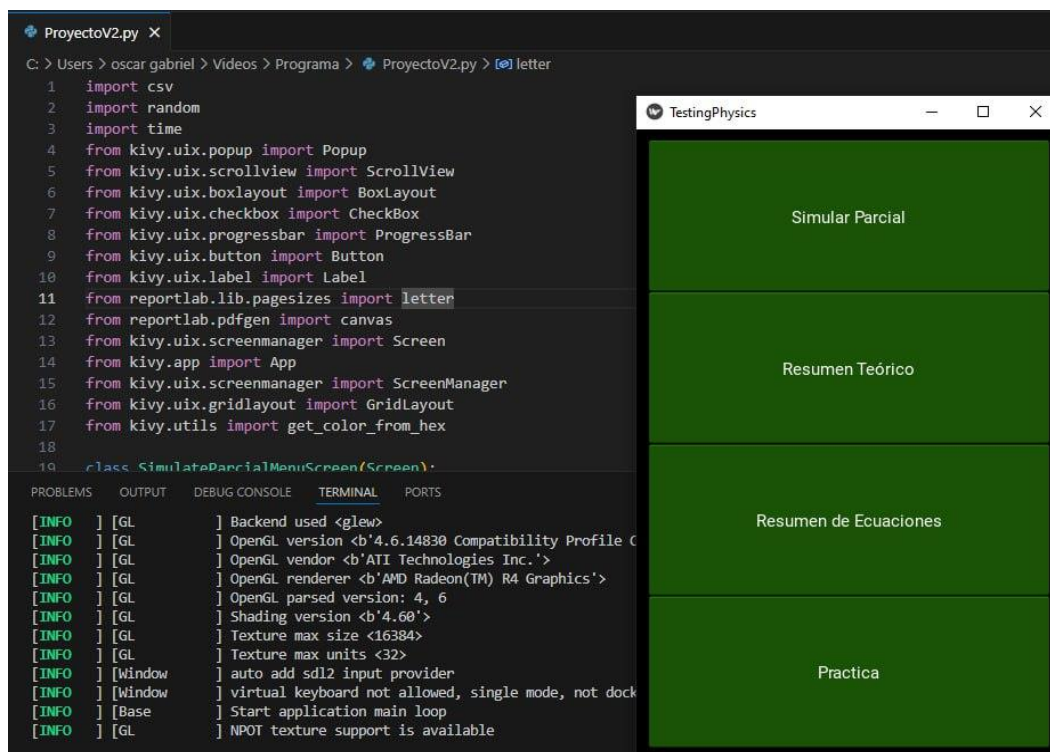 ProyectoV2.py
C: > Users > oscar gabriel > Videos > Programa > ProyectoV2.py > letter
1 import csv
2 import random
3 import time
4 from kivy.uix.popup import Popup
5 from kivy.uix.scrollview import ScrollView
6 from kivy.uix.boxlayout import BoxLayout
7 from kivy.uix.checkbox import CheckBox
8 from kivy.uix.progressbar import ProgressBar
9 from kivy.uix.button import Button
10 from kivy.uix.label import Label
11 from reportlab.lib.pagesizes import letter
12 from reportlab.pdfgen import canvas
13 from kivy.uix.screenmanager import Screen
14 from kivy.app import App
15 from kivy.uix.screenmanager import ScreenManager
16 from kivy.uix.gridlayout import GridLayout
17 from kivy.utils import get_color_from_hex
18
19 class SimulateParcialMenuScreen(Screen):
PROBLEMS OUTPUT DEBUG CONSOLE TERMINAL PORTS
[INFO ] [GL ] Backend used <glew>
[INFO ] [GL ] OpenGL version <b'4.6.14830 Compatibility Profile C
[INFO ] [GL ] OpenGL vendor <b'ATI Technologies Inc.'>
[INFO ] [GL ] OpenGL renderer <b'AMD Radeon(TM) R4 Graphics'>
[INFO ] [GL ] OpenGL parsed version: 4, 6
[INFO ] [GL ] Shading version <b'4.60'>
[INFO ] [GL ] Texture max size <16384>
[INFO ] [GL ] Texture max units <32>
[INFO ] [Window ] auto add sdl2 input provider
[INFO ] [Window ] virtual keyboard not allowed, single mode, not dock
[INFO ] [Base ] Start application main loop
[INFO ] [GL ] NPOT texture support is available
TestingPhysics
Simular Parcial
Resumen Teórico
Resumen de Ecuaciones
Practica